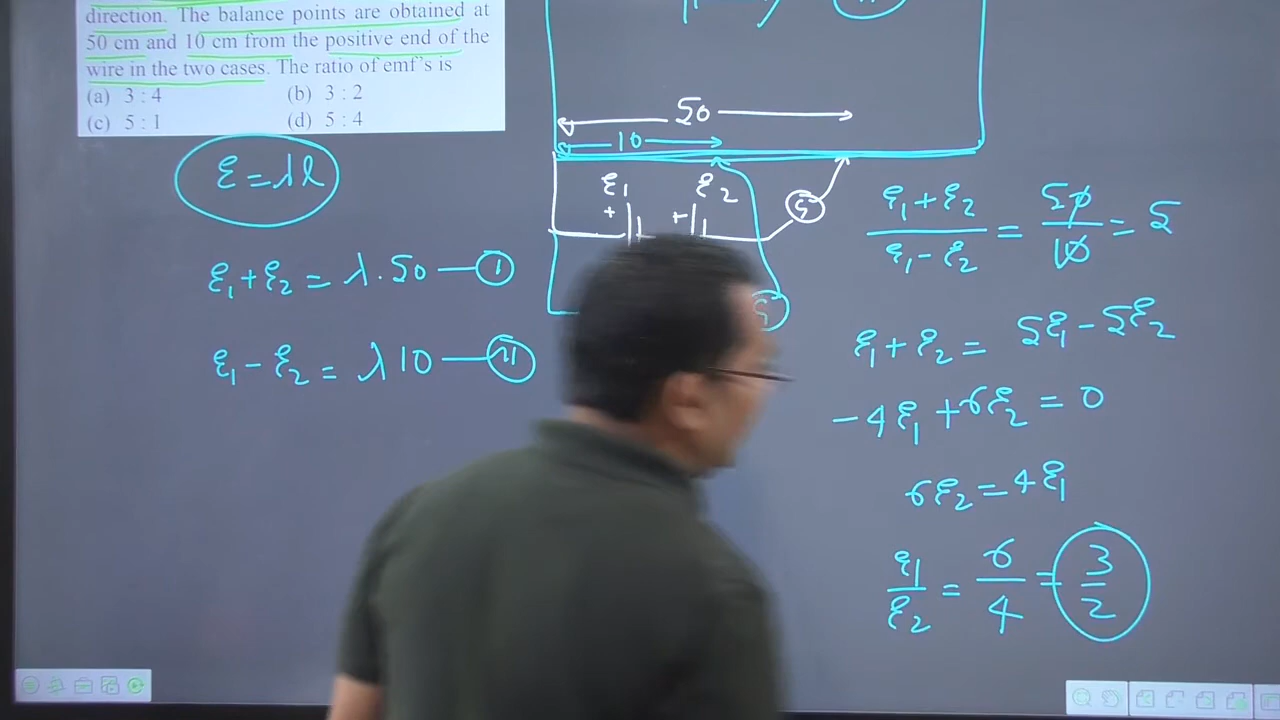 direction. The balance points are obtained at
50 cm and 10 cm from the positive end of the
wire in the two cases. The ratio of emf's is
(a) 3 : 4 (b) 3 : 2
(c) 5 : 1 (d) 5 : 4
ε = λl
ε₁ + ε₂ = λ . 50 — ①
ε₁ - ε₂ = λ 10 — ②
50
10
ε₁ ε₂
+ +
G
G
ε₁ + ε₂ / ε₁ - ε₂ = 50 / 10 = 5
ε₁ + ε₂ = 5ε₁ - 5ε₂
-4ε₁ + 6ε₂ = 0
6ε₂ = 4ε₁
ε₁ / ε₂ = 6 / 4 = 3 / 2